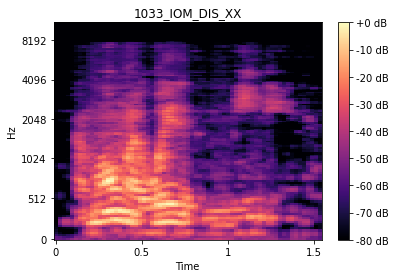 1033_IOM_DIS_XX
8192
4096
2048
1024
512
0
Hz
0
0.5
1
1.5
Time
+0 dB
-10 dB
-20 dB
-30 dB
-40 dB
-50 dB
-60 dB
-70 dB
-80 dB